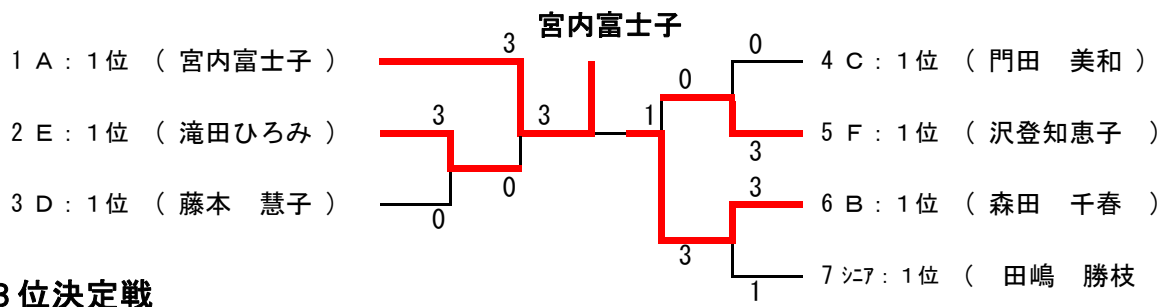 宮内富士子
1 A : 1位 ( 宮内富士子 )
2 E : 1位 ( 滝田ひろみ )
3 D : 1位 ( 藤本 慧子 )
3
3
0
0
3
1
0
3
0
3
3
1
4 C : 1位 ( 門田 美和 )
5 F : 1位 ( 沢登知恵子 )
6 B : 1位 ( 森田 千春 )
7 シニア : 1位 ( 田嶋 勝枝
3位決定戦